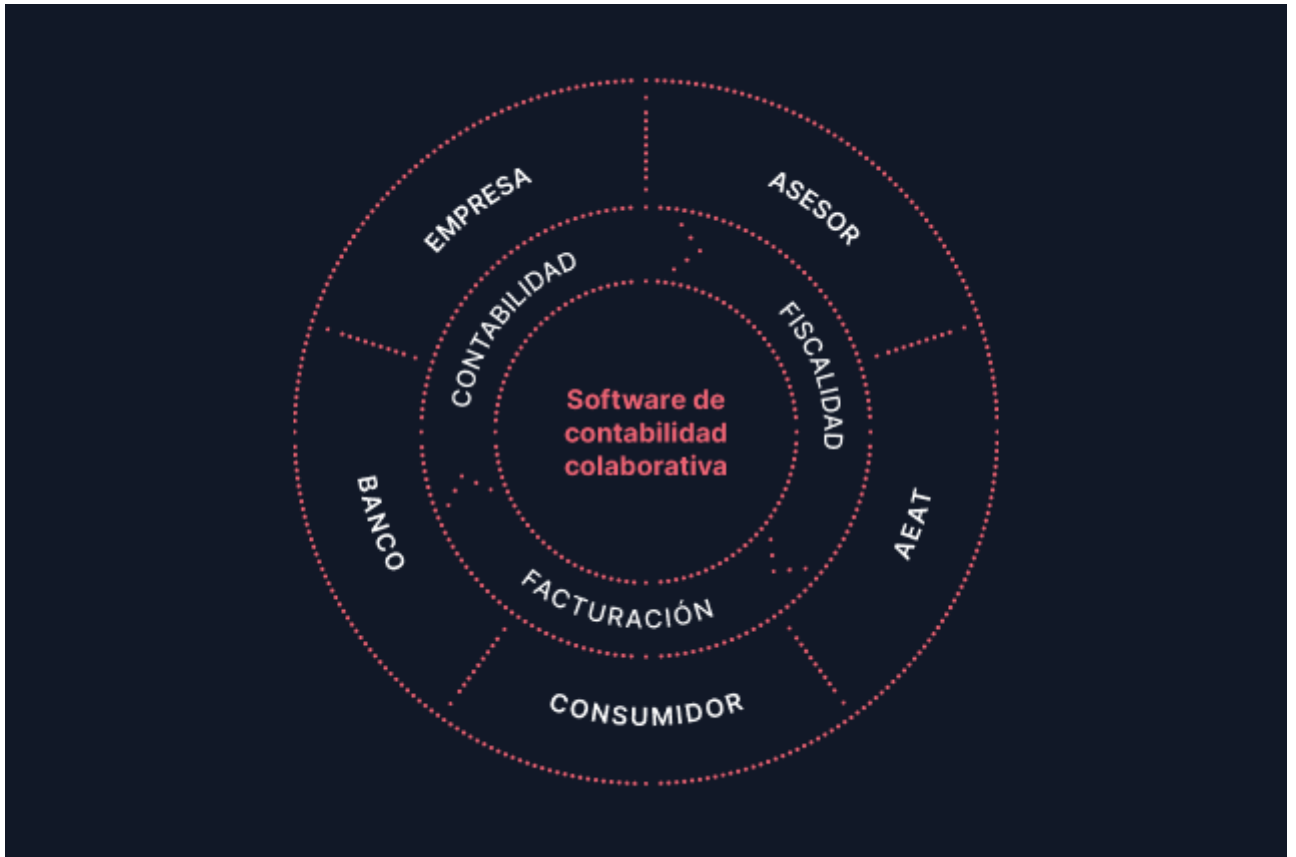 EMPRESA
ASESOR
CONTABILIDAD
FISCALIDAD
Software de
contabilidad
colaborativa
BANCO
AEAT
FACTURACIÓN
CONSUMIDOR